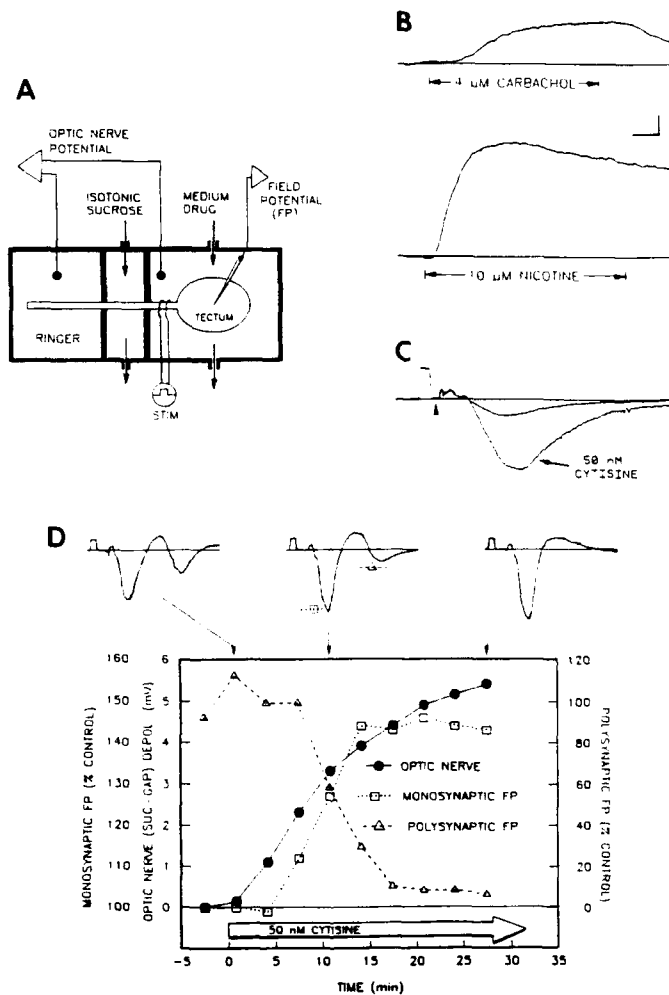 A
OPTIC NERVE
POTENTIAL
ISOTONIC
SUCROSE
MEDIUM
DRUG
FIELD
POTENTIAL
(FP)
RINGER
TECTUM
STIM
B
4 µM CARBACHOL
10 µM NICOTINE
C
50 nM
CYTISINE
D
MONOSYNAPTIC FP (% CONTROL)
160
150
140
130
120
110
100
OPTIC NERVE (SUC-GAP) DEPOL (mV)
6
5
4
3
2
1
0
OPTIC NERVE
MONOSYNAPTIC FP
POLYSYNAPTIC FP
120
100
80
60
40
20
0
POLYSYNAPTIC FP (% CONTROL)
50 nM CYTISINE
-5 0 5 10 15 20 25 30 35
TIME (min)